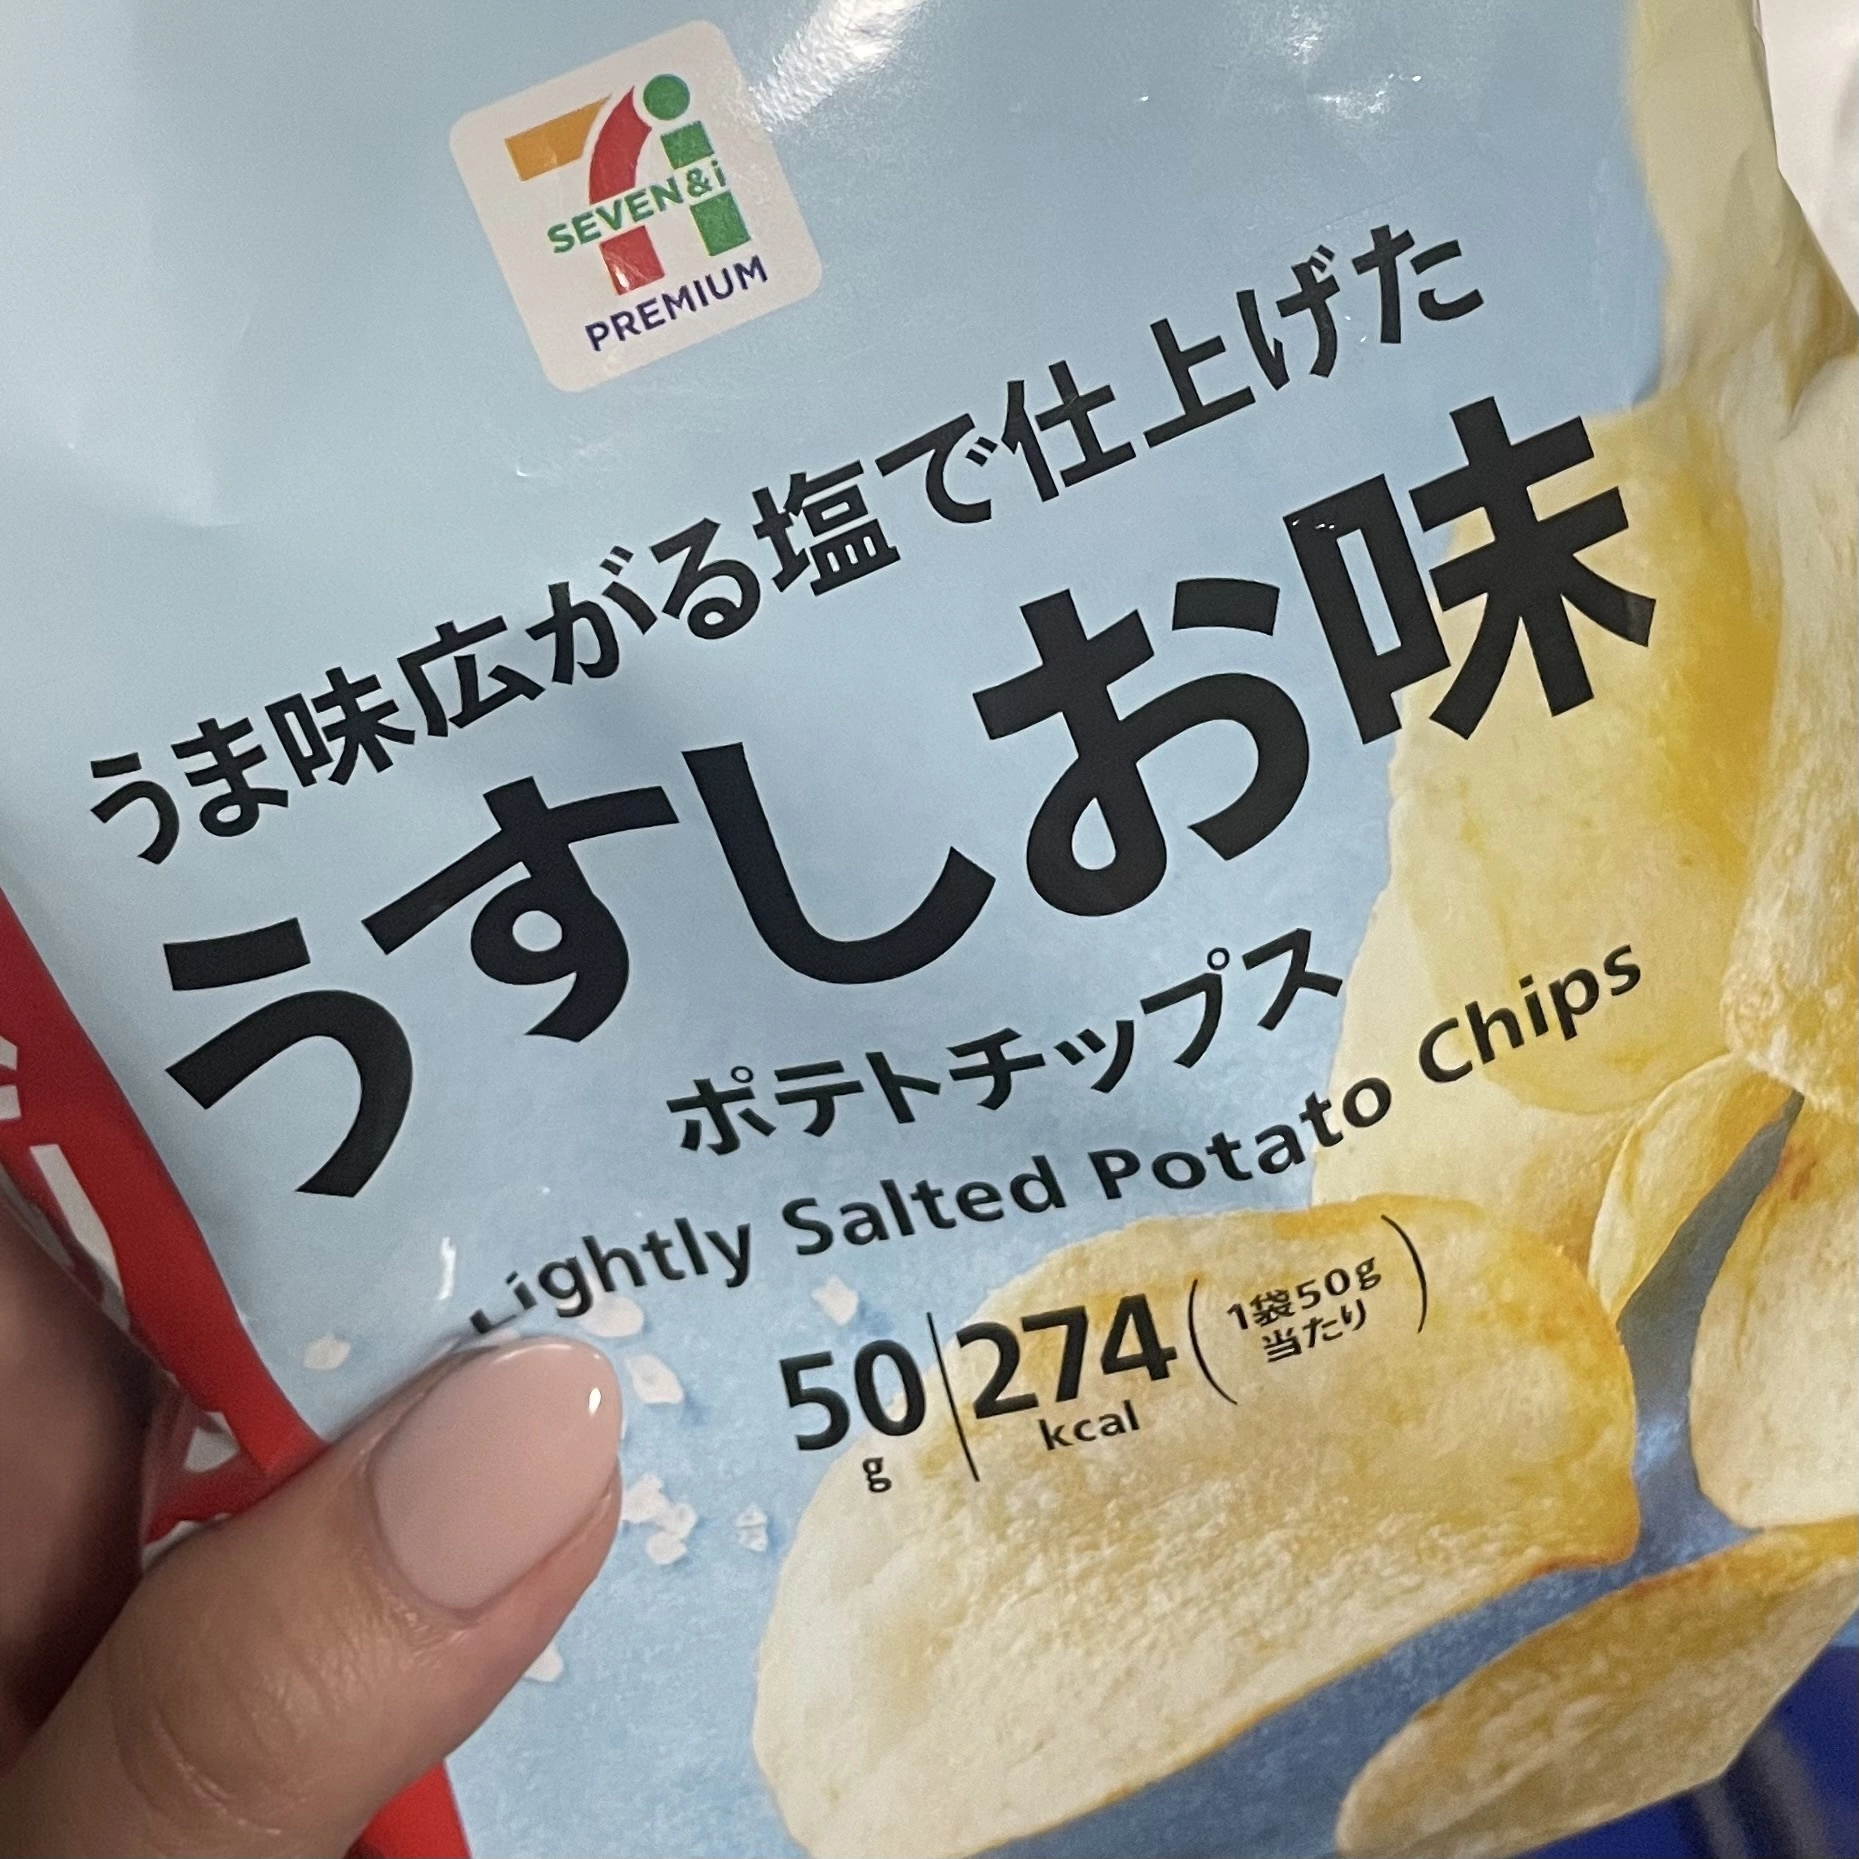 SEVEN&i
PREMIUM
うま味広がる塩で仕上げた
うすしお味
ポテトチップス
Lightly Salted Potato Chips
50g 274kcal (1袋50g当たり)